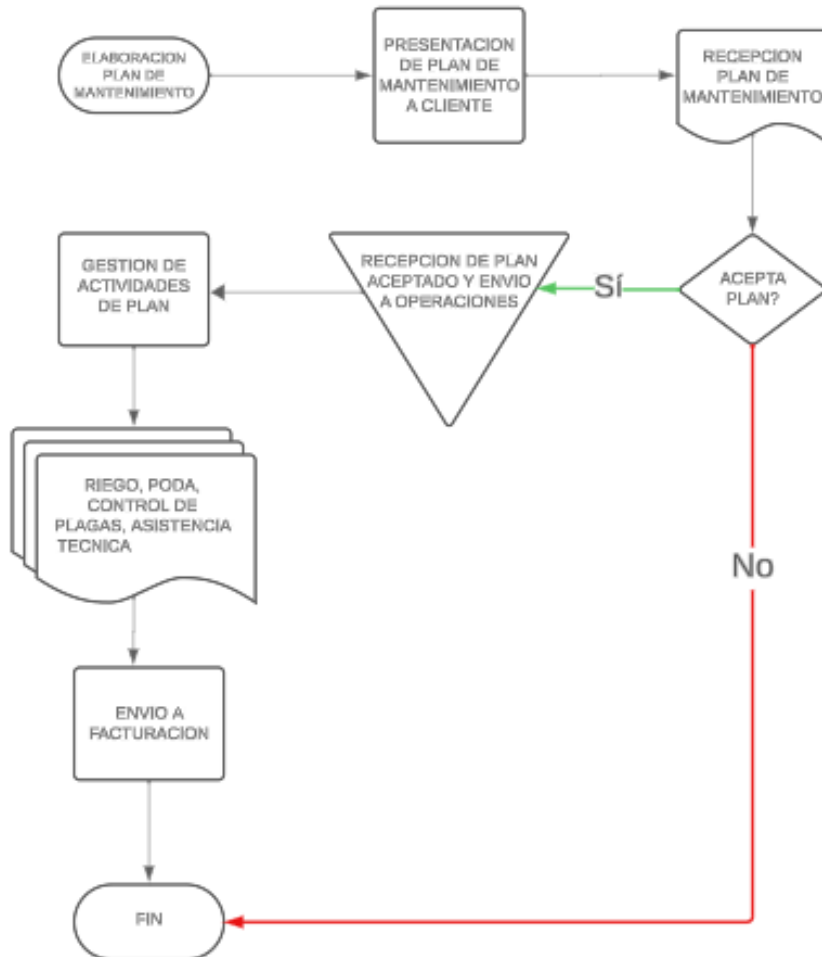 ELABORACION
PLAN DE
MANTENIMIENTO
PRESENTACION
DE PLAN DE
MANTENIMIENTO
A CLIENTE
RECEPCION
PLAN DE
MANTENIMIENTO
ACEPTA
PLAN?
Sí
RECEPCION DE PLAN
ACEPTADO Y ENVIO
A OPERACIONES
GESTION DE
ACTIVIDADES
DE PLAN
RIEGO, PODA,
CONTROL DE
PLAGAS, ASISTENCIA
TECNICA
No
ENVIO A
FACTURACION
FIN